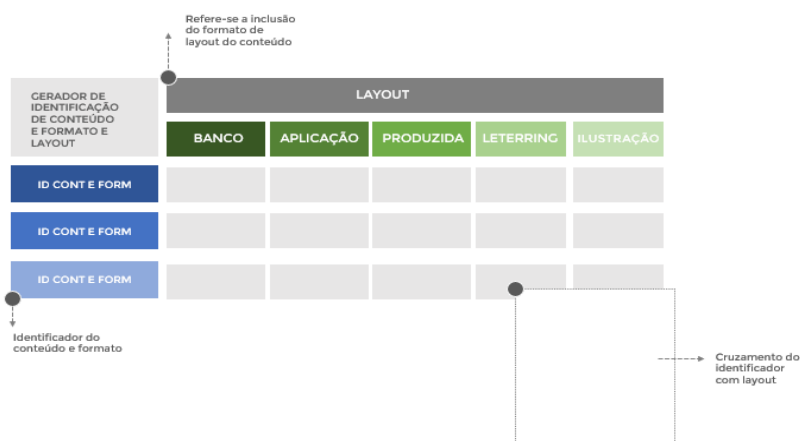 Refere-se a inclusão
do formato de
layout do conteúdo
GERADOR DE
IDENTIFICAÇÃO
DE CONTEÚDO
E FORMATO E
LAYOUT
LAYOUT
BANCO
APLICAÇÃO
PRODUZIDA
LETERRING
ILUSTRAÇÃO
ID CONT E FORM
ID CONT E FORM
ID CONT E FORM
Identificador do
conteúdo e formato
Cruzamento do
identificador
com layout